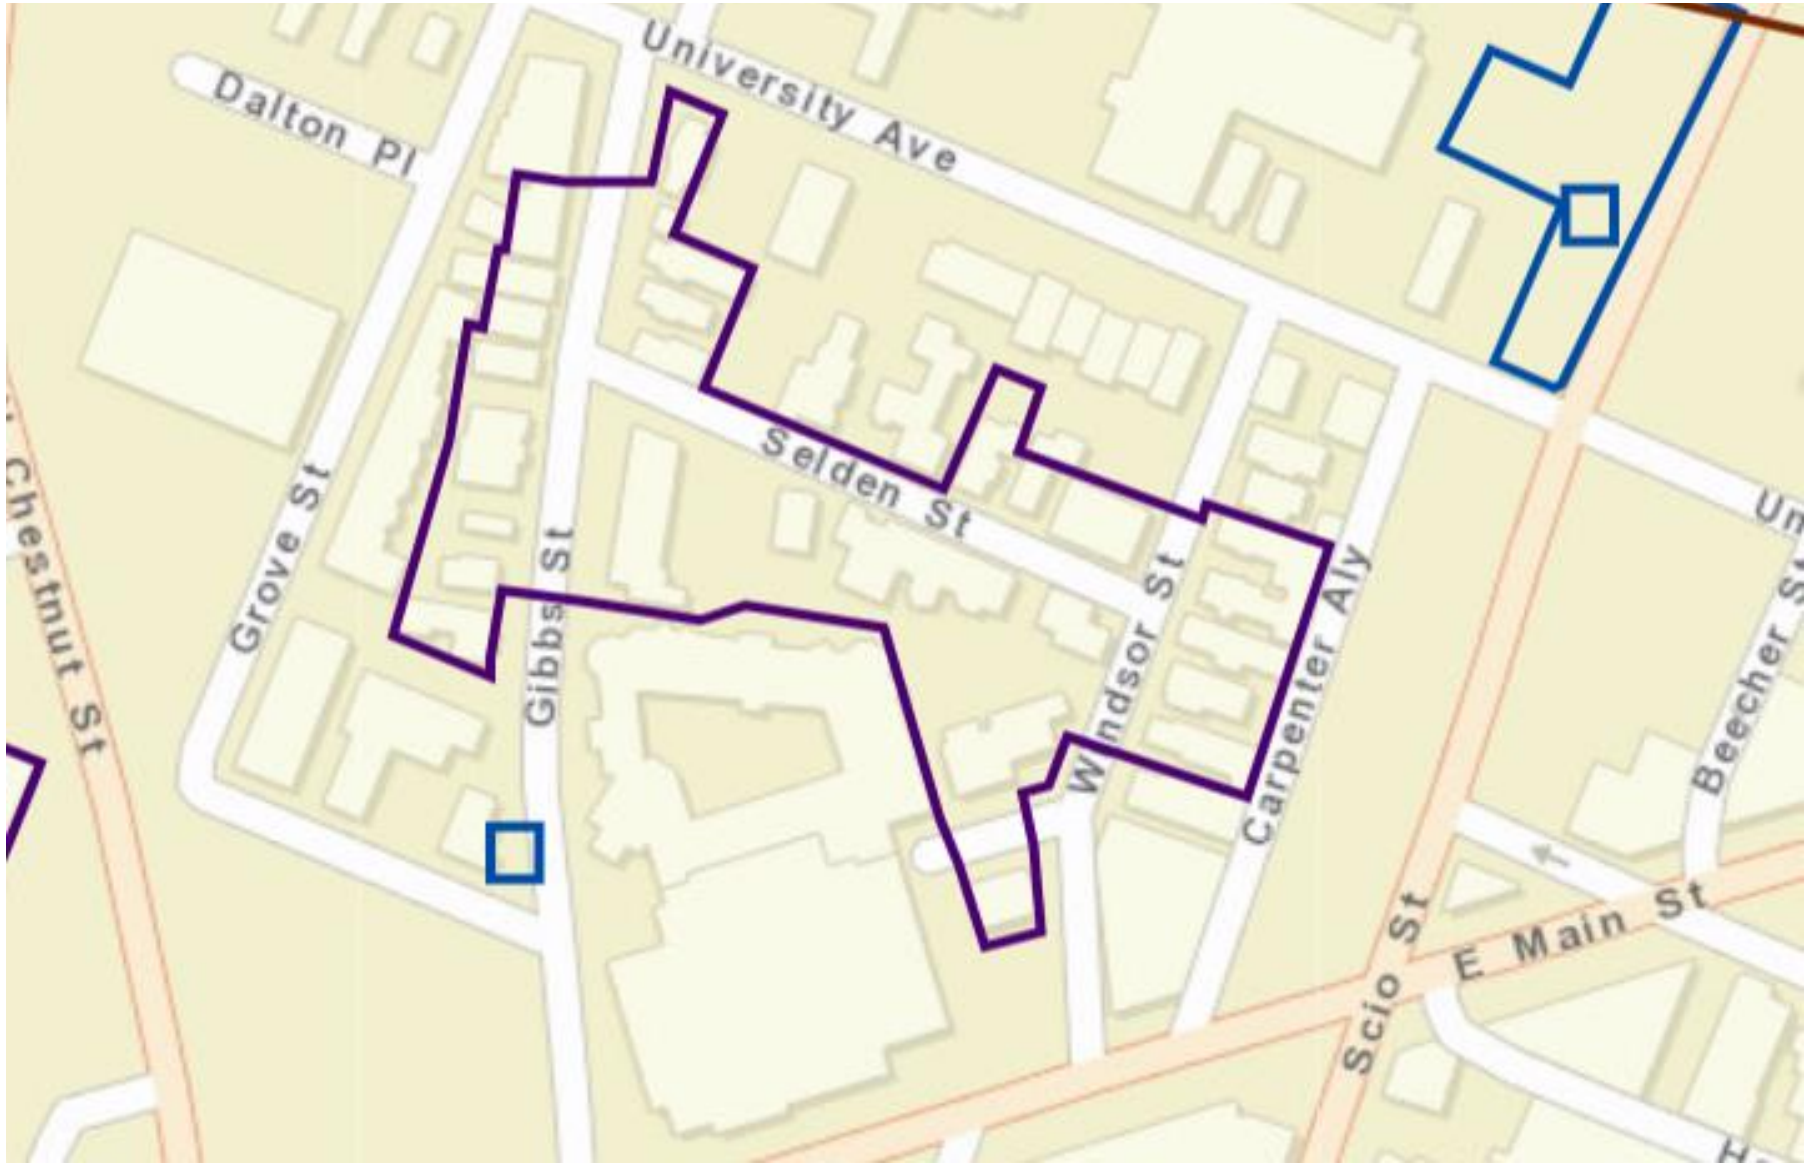 University Ave
Dalton Pl
Grove St
Chestnut St
Gibbs St
Selden St
Windsor St
Carpenter Aly
Un
Beecher St
E Main St
Scio St